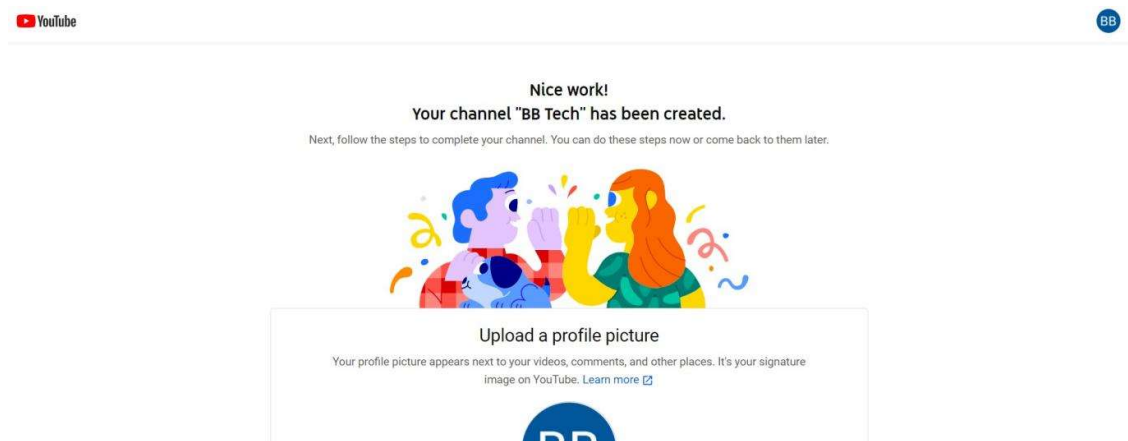 YouTube
BB
Nice work!
Your channel "BB Tech" has been created.
Next, follow the steps to complete your channel. You can do these steps now or come back to them later.
Upload a profile picture
Your profile picture appears next to your videos, comments, and other places. It's your signature
image on YouTube. Learn more
BB